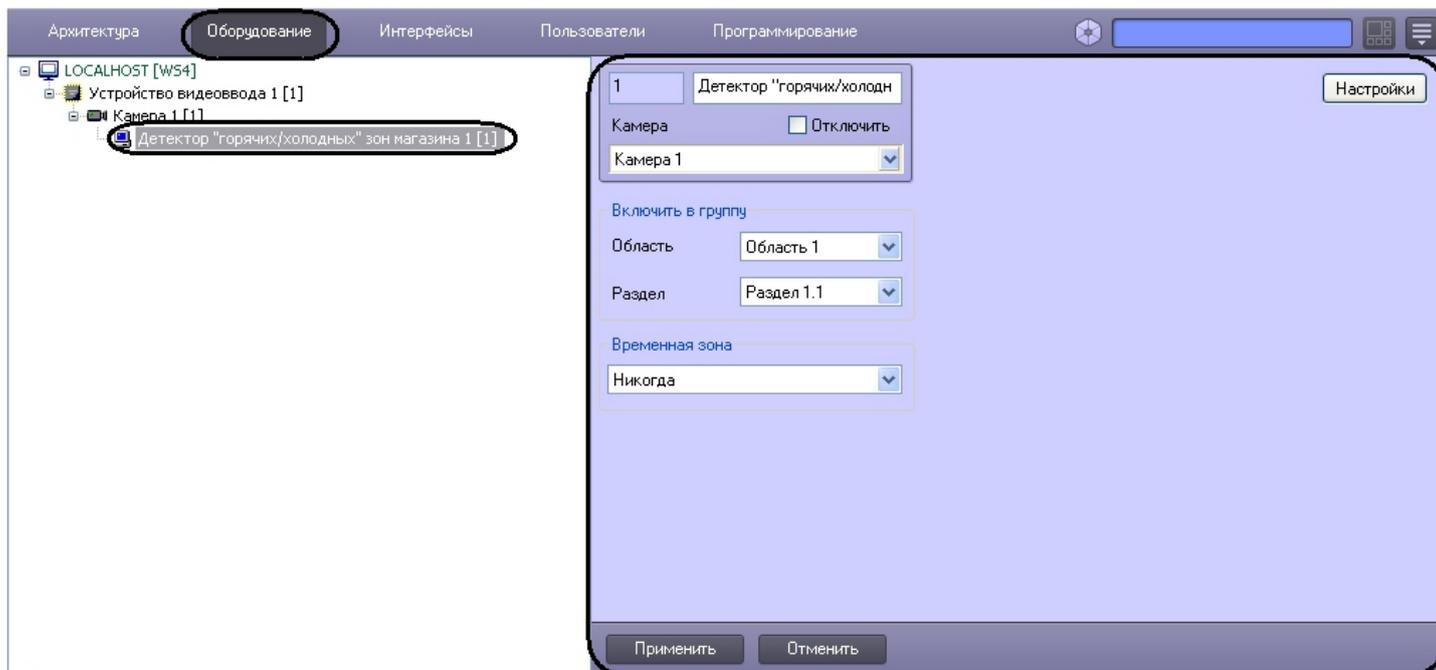 Архитектура Оборудование Интерфейсы Пользователи Программирование
LOCALHOST [WS4]
Устройство видеоввода 1 [1]
Камера 1 [1]
Детектор "горячих/холодных" зон магазина 1 [1]
1 Детектор "горячих/холодн
Настройки
Камера Отключить
Камера 1
Включить в группу
Область Область 1
Раздел Раздел 1.1
Временная зона
Никогда
Применить Отменить